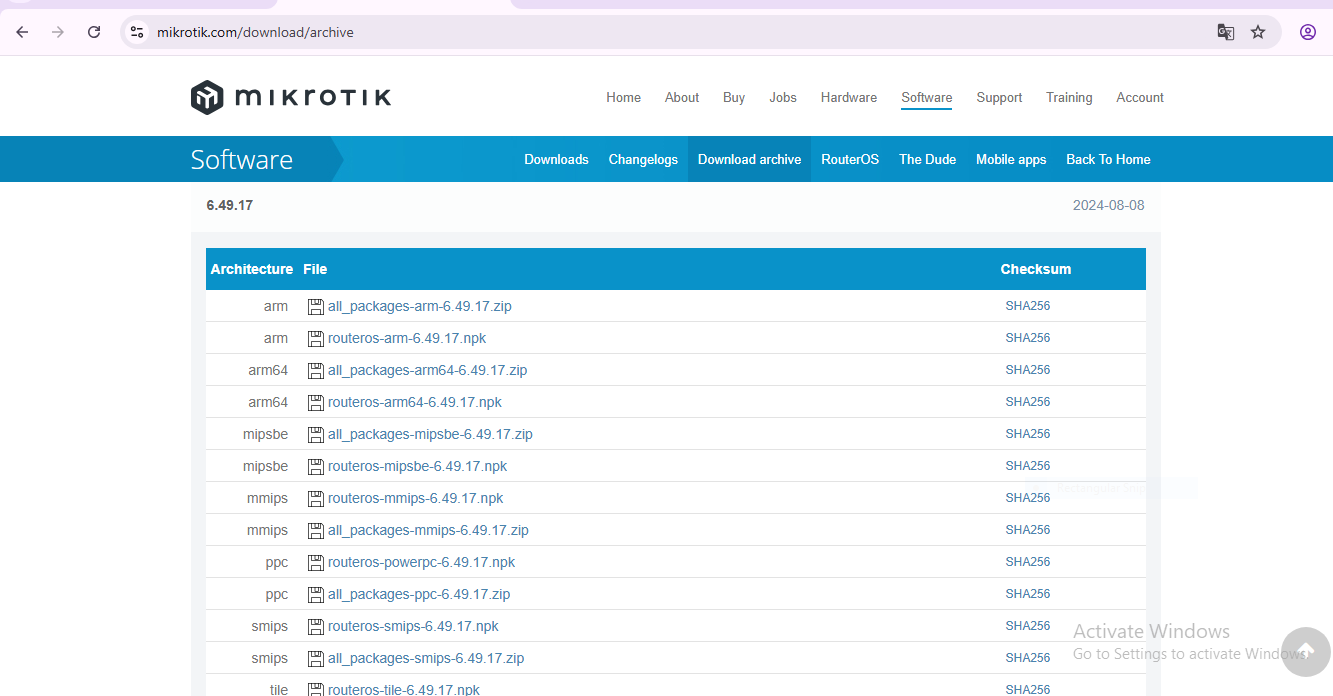 mikrotik.com/download/archive
mikrotik
Home About Buy Jobs Hardware Software Support Training Account
Software Downloads Changelogs Download archive RouterOS The Dude Mobile apps Back To Home
6.49.17 2024-08-08
Architecture File Checksum
arm all_packages-arm-6.49.17.zip SHA256
arm routeros-arm-6.49.17.npk SHA256
arm64 all_packages-arm64-6.49.17.zip SHA256
arm64 routeros-arm64-6.49.17.npk SHA256
mipsbe all_packages-mipsbe-6.49.17.zip SHA256
mipsbe routeros-mipsbe-6.49.17.npk SHA256
mmips routeros-mmips-6.49.17.npk SHA256
mmips all_packages-mmips-6.49.17.zip SHA256
ppc routeros-powerpc-6.49.17.npk SHA256
ppc all_packages-ppc-6.49.17.zip SHA256
smips routeros-smips-6.49.17.npk SHA256
Activate Windows
smips all_packages-smips-6.49.17.zip SHA256
Go to Settings to activate Windows.
tile routeros-tile-6.49.17.npk SHA256